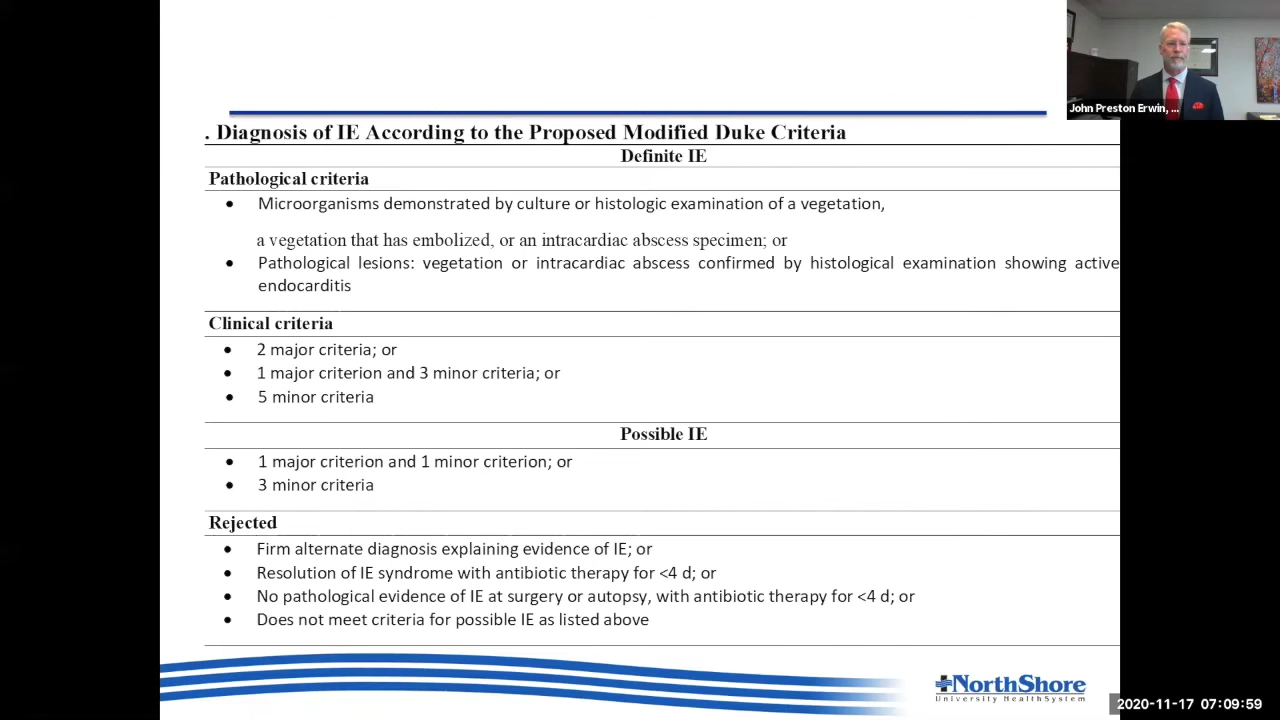 John Preston Erwin, ...
. Diagnosis of IE According to the Proposed Modified Duke Criteria
Definite IE
Pathological criteria
• Microorganisms demonstrated by culture or histologic examination of a vegetation,
a vegetation that has embolized, or an intracardiac abscess specimen; or
• Pathological lesions: vegetation or intracardiac abscess confirmed by histological examination showing active
endocarditis
Clinical criteria
• 2 major criteria; or
• 1 major criterion and 3 minor criteria; or
• 5 minor criteria
Possible IE
• 1 major criterion and 1 minor criterion; or
• 3 minor criteria
Rejected
• Firm alternate diagnosis explaining evidence of IE; or
• Resolution of IE syndrome with antibiotic therapy for <4 d; or
• No pathological evidence of IE at surgery or autopsy, with antibiotic therapy for <4 d; or
• Does not meet criteria for possible IE as listed above
NorthShore
University HealthSystem
2020-11-17 07:09:59